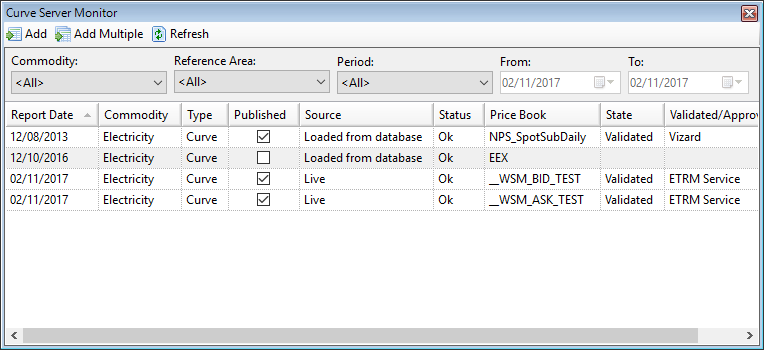 Curve Server Monitor
Add Add Multiple Refresh
Commodity: Reference Area: Period: From: To:
<All> <All> <All> 02/11/2017 02/11/2017
Report Date Commodity Type Published Source Status Price Book State Validated/Approv
12/08/2013 Electricity Curve Loaded from database Ok NPS_SpotSubDaily Validated Vizard
12/10/2016 Electricity Curve Loaded from database Ok EEX
02/11/2017 Electricity Curve Live Ok __WSM_BID_TEST Validated ETRM Service
02/11/2017 Electricity Curve Live Ok __WSM_ASK_TEST Validated ETRM Service